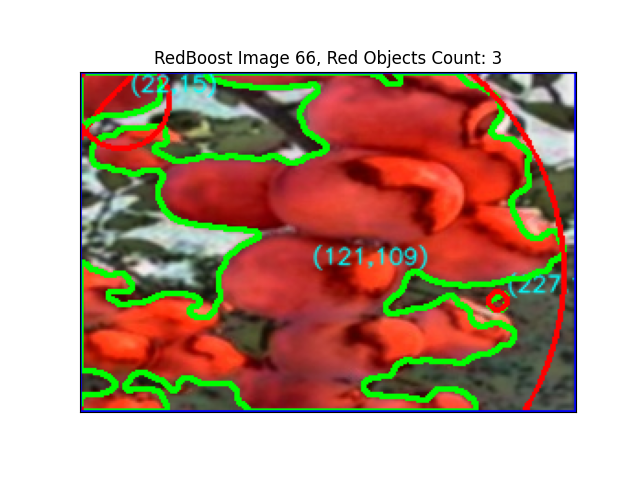 RedBoost Image 66, Red Objects Count: 3
(22,15)
(121,109)
(227